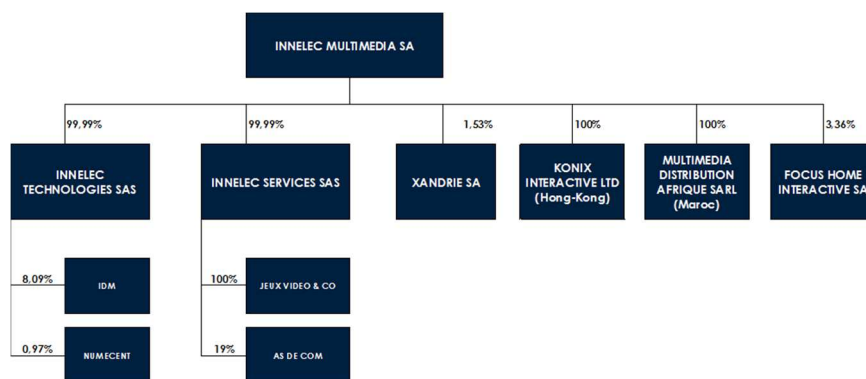 INNELEC MULTIMEDIA SA
99,99%
99,99%
1,53%
100%
100%
3,36%
INNELEC
TECHNOLOGIES SAS
INNELEC SERVICES SAS
XANDRIE SA
KONIX
INTERACTIVE LTD
(Hong-Kong)
MULTIMEDIA
DISTRIBUTION
AFRIQUE SARL
(Maroc)
FOCUS HOME
INTERACTIVE SA
8,09%
IDM
100%
JEUX VIDEO & CO
0,97%
NUMECENT
19%
AS DE COM